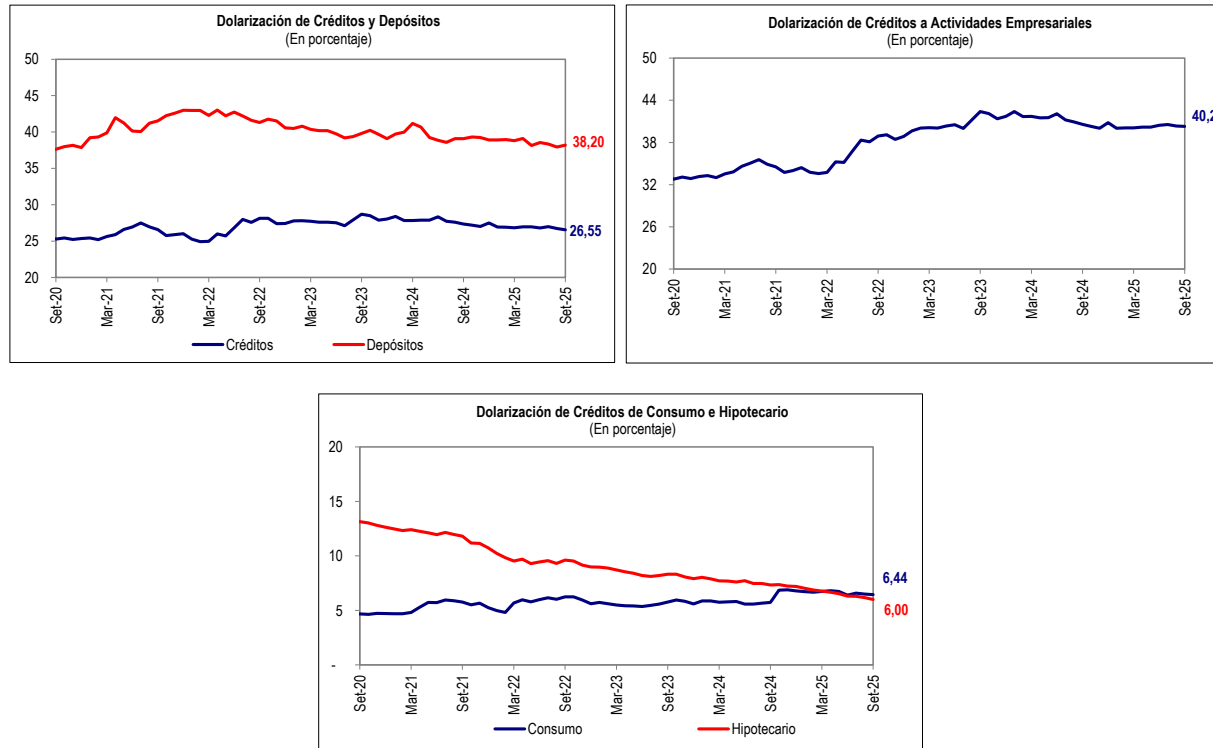 Dolarización de Créditos y Depósitos
(En porcentaje)
50
45
40
35
30
25
20
38,20
26,55
Set-20
Mar-21
Set-21
Mar-22
Set-22
Mar-23
Set-23
Mar-24
Set-24
Mar-25
Set-25
Créditos
Depósitos
Dolarización de Créditos a Actividades Empresariales
(En porcentaje)
50
44
38
32
26
20
40,2
Set-20
Mar-21
Set-21
Mar-22
Set-22
Mar-23
Set-23
Mar-24
Set-24
Mar-25
Set-25
Dolarización de Créditos de Consumo e Hipotecario
(En porcentaje)
20
15
10
5
-
6,44
6,00
Set-20
Mar-21
Set-21
Mar-22
Set-22
Mar-23
Set-23
Mar-24
Set-24
Mar-25
Set-25
Consumo
Hipotecario